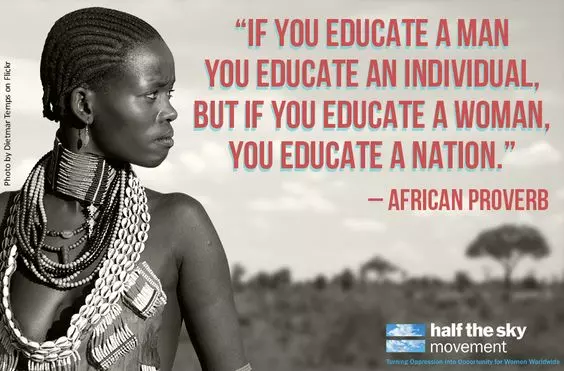 “IF YOU EDUCATE A MAN
YOU EDUCATE AN INDIVIDUAL,
BUT IF YOU EDUCATE A WOMAN,
YOU EDUCATE A NATION.”
– AFRICAN PROVERB
Photo by Dietmar Temps on Flickr
half the sky
movement
Turning Oppression into Opportunity for Women Worldwide